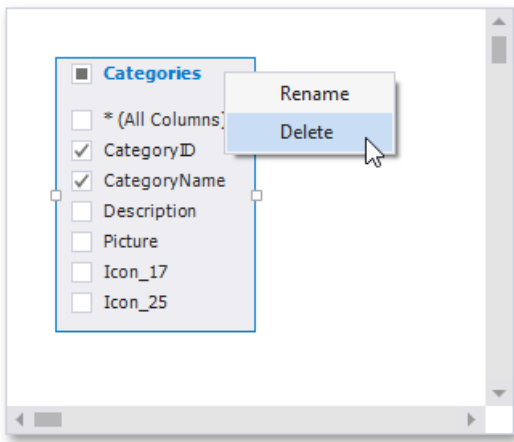 Categories
Rename
* (All Columns)
Delete
CategoryID
CategoryName
Description
Picture
Icon_17
Icon_25